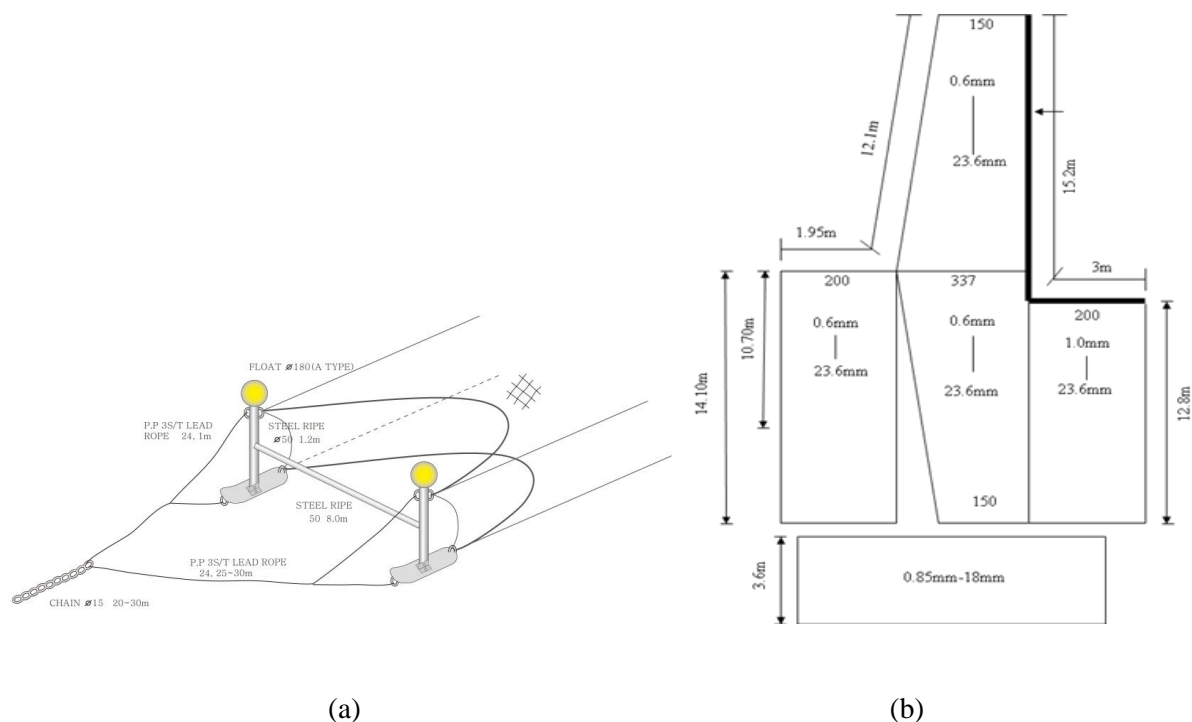 FLOAT ø180(A TYPE)
P.P 3S/T LEAD
ROPE 24, 1m
STEEL RIPE
ø50 1.2m
STEEL RIPE
50 8.0m
P.P 3S/T LEAD ROPE
24, 25~30m
CHAIN ø15 20~30m
(a)
150
0.6mm
23.6mm
12.1m
15.2m
1.95m
3m
200
0.6mm
23.6mm
337
0.6mm
23.6mm
150
200
1.0mm
23.6mm
14.10m
10.70m
12.8m
3.6m
0.85mm-18mm
(b)